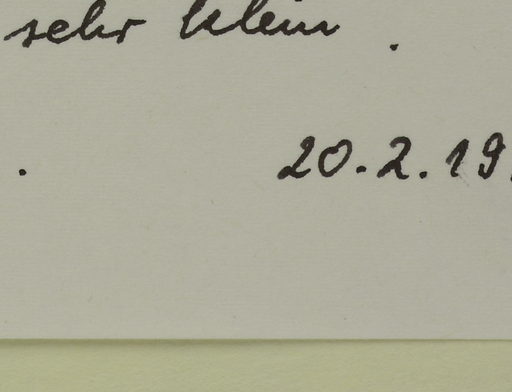 sehr klein.
. 20.2.19